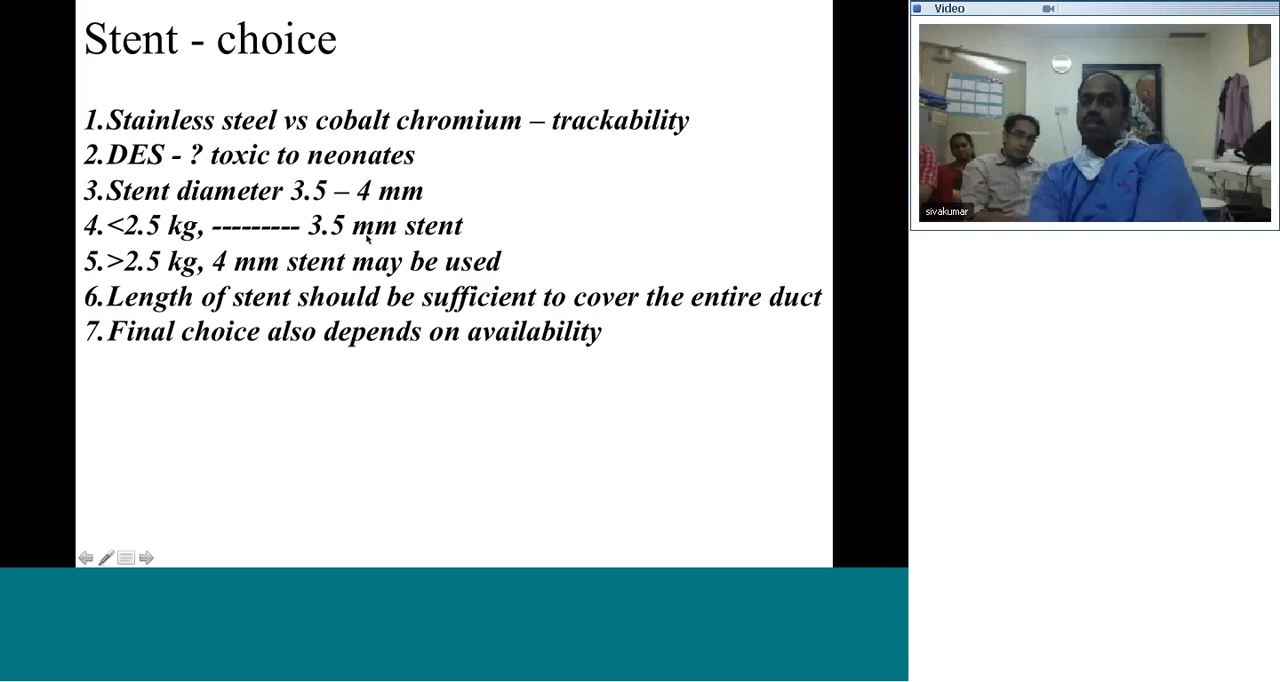 Stent - choice
1.Stainless steel vs cobalt chromium – trackability
2.DES - ? toxic to neonates
3.Stent diameter 3.5 – 4 mm
4.<2.5 kg, --------- 3.5 mm stent
5.>2.5 kg, 4 mm stent may be used
6.Length of stent should be sufficient to cover the entire duct
7.Final choice also depends on availability
Video
sivakumar